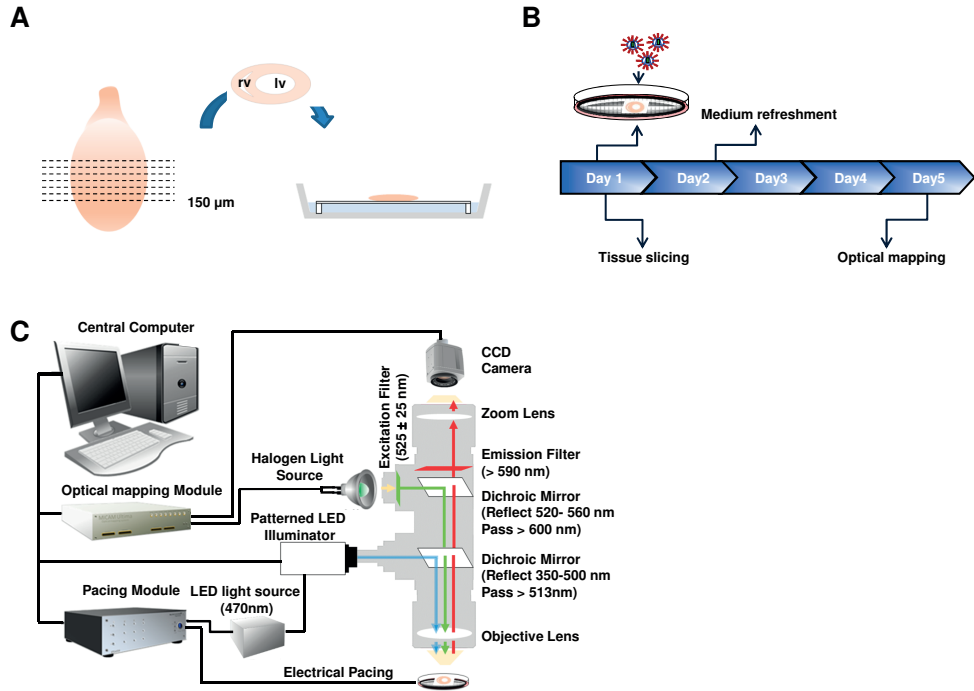 A
rv
lv
150 µm
B
Medium refreshment
Day 1
Day2
Day3
Day4
Day5
Tissue slicing
Optical mapping
C
Central Computer
CCD
Camera
Excitation Filter
(525 ± 25 nm)
Zoom Lens
Halogen Light
Source
Emission Filter
(> 590 nm)
Optical mapping Module
Dichroic Mirror
(Reflect 520- 560 nm
Pass > 600 nm)
Patterned LED
Illuminator
Dichroic Mirror
(Reflect 350-500 nm
Pass > 513nm)
Pacing Module
LED light source
(470nm)
Objective Lens
Electrical Pacing